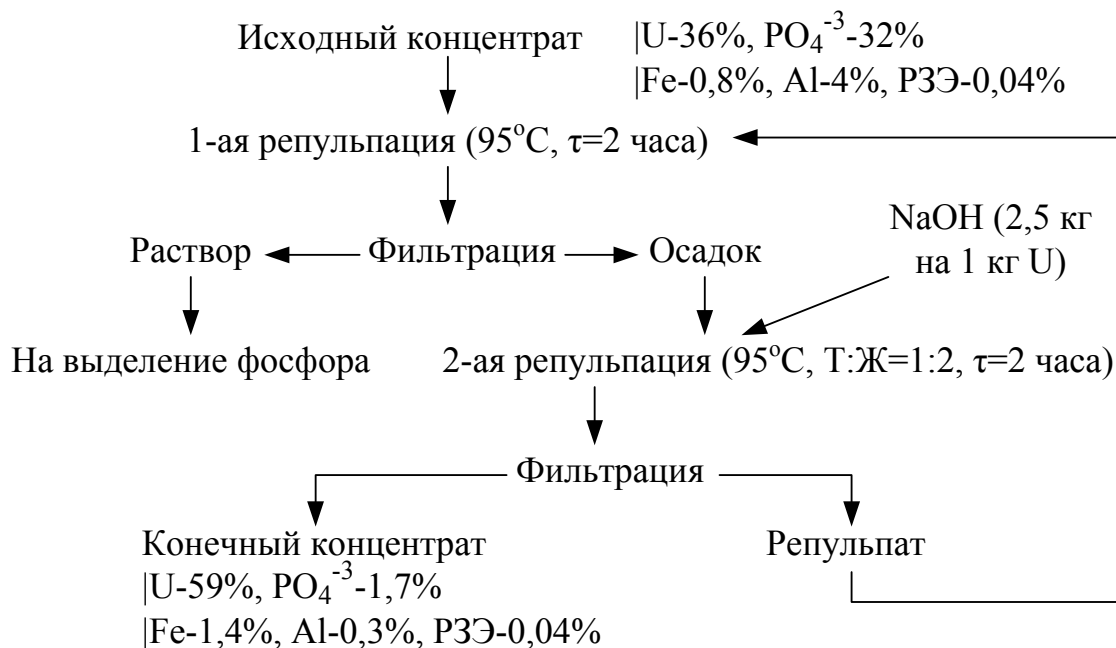 Исходный концентрат
|U-36%, PO₄⁻³-32%
|Fe-0,8%, Al-4%, РЗЭ-0,04%
1-ая репульпация (95°C, τ=2 часа)
NaOH (2,5 кг
на 1 кг U)
Раствор
Фильтрация
Осадок
На выделение фосфора
2-ая репульпация (95°C, Т:Ж=1:2, τ=2 часа)
Фильтрация
Конечный концентрат
|U-59%, PO₄⁻³-1,7%
|Fe-1,4%, Al-0,3%, РЗЭ-0,04%
Репульпат